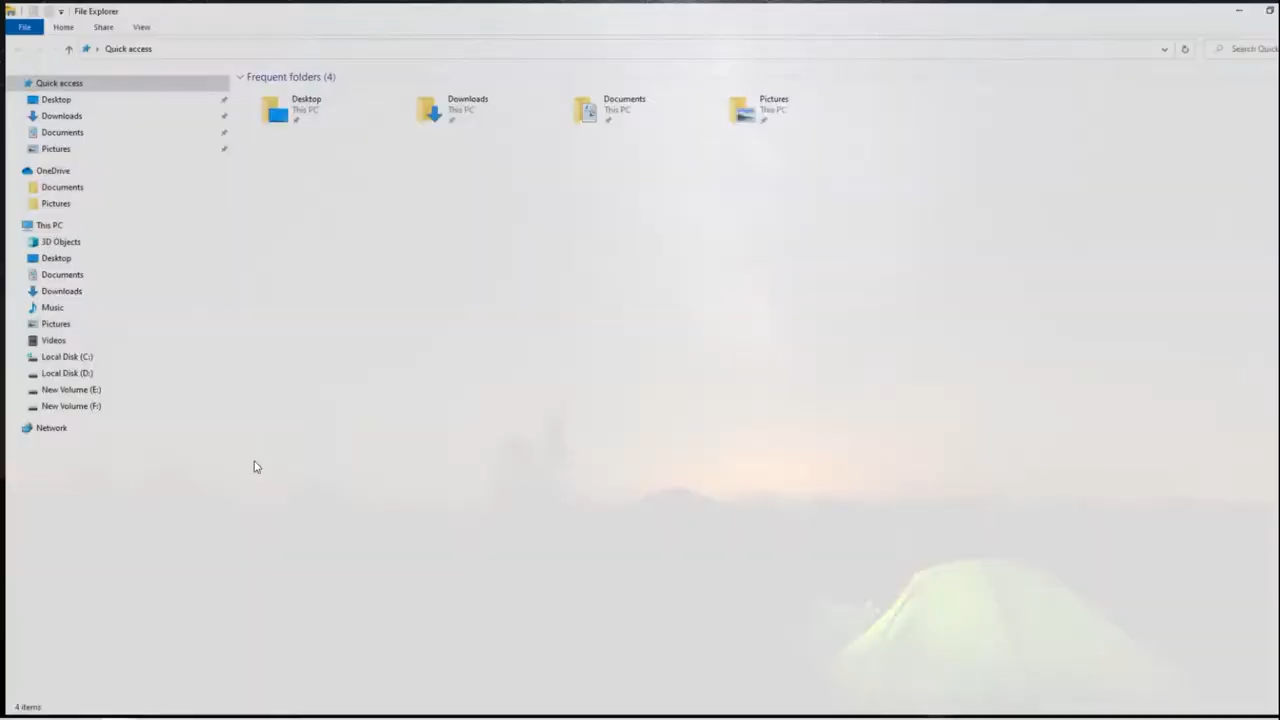 File Explorer
File Home Share View
Quick access
Search Quick
Quick access
Desktop
Downloads
Documents
Pictures
OneDrive
Documents
Pictures
This PC
3D Objects
Desktop
Documents
Downloads
Music
Pictures
Videos
Local Disk (C:)
Local Disk (D:)
New Volume (E:)
New Volume (F:)
Network
Frequent folders (4)
Desktop
This PC
Downloads
This PC
Documents
This PC
Pictures
This PC
4 items